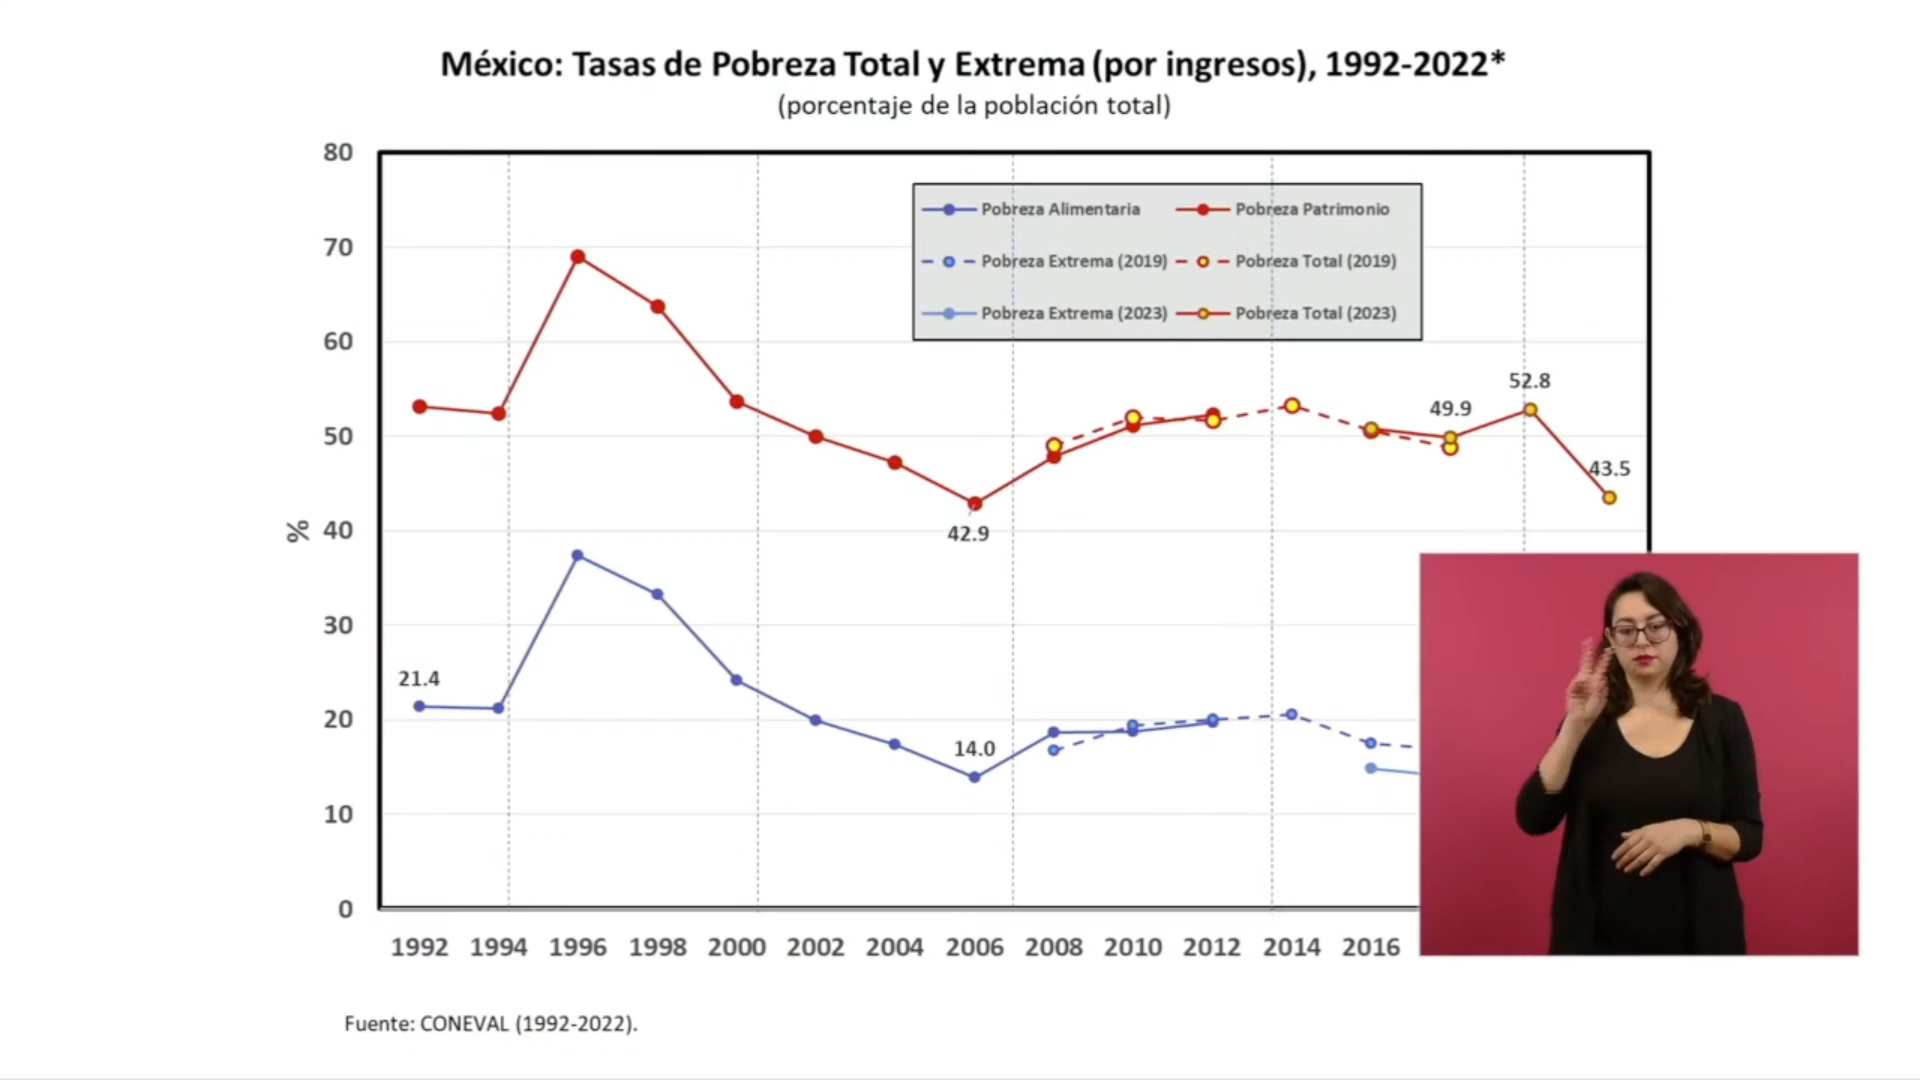 México: Tasas de Pobreza Total y Extrema (por ingresos), 1992-2022*
(porcentaje de la población total)
80
70
60
50
40
30
20
10
0
%
Pobreza Alimentaria
Pobreza Patrimonio
Pobreza Extrema (2019)
Pobreza Total (2019)
Pobreza Extrema (2023)
Pobreza Total (2023)
52.8
49.9
43.5
42.9
21.4
14.0
1992 1994 1996 1998 2000 2002 2004 2006 2008 2010 2012 2014 2016
Fuente: CONEVAL (1992-2022).